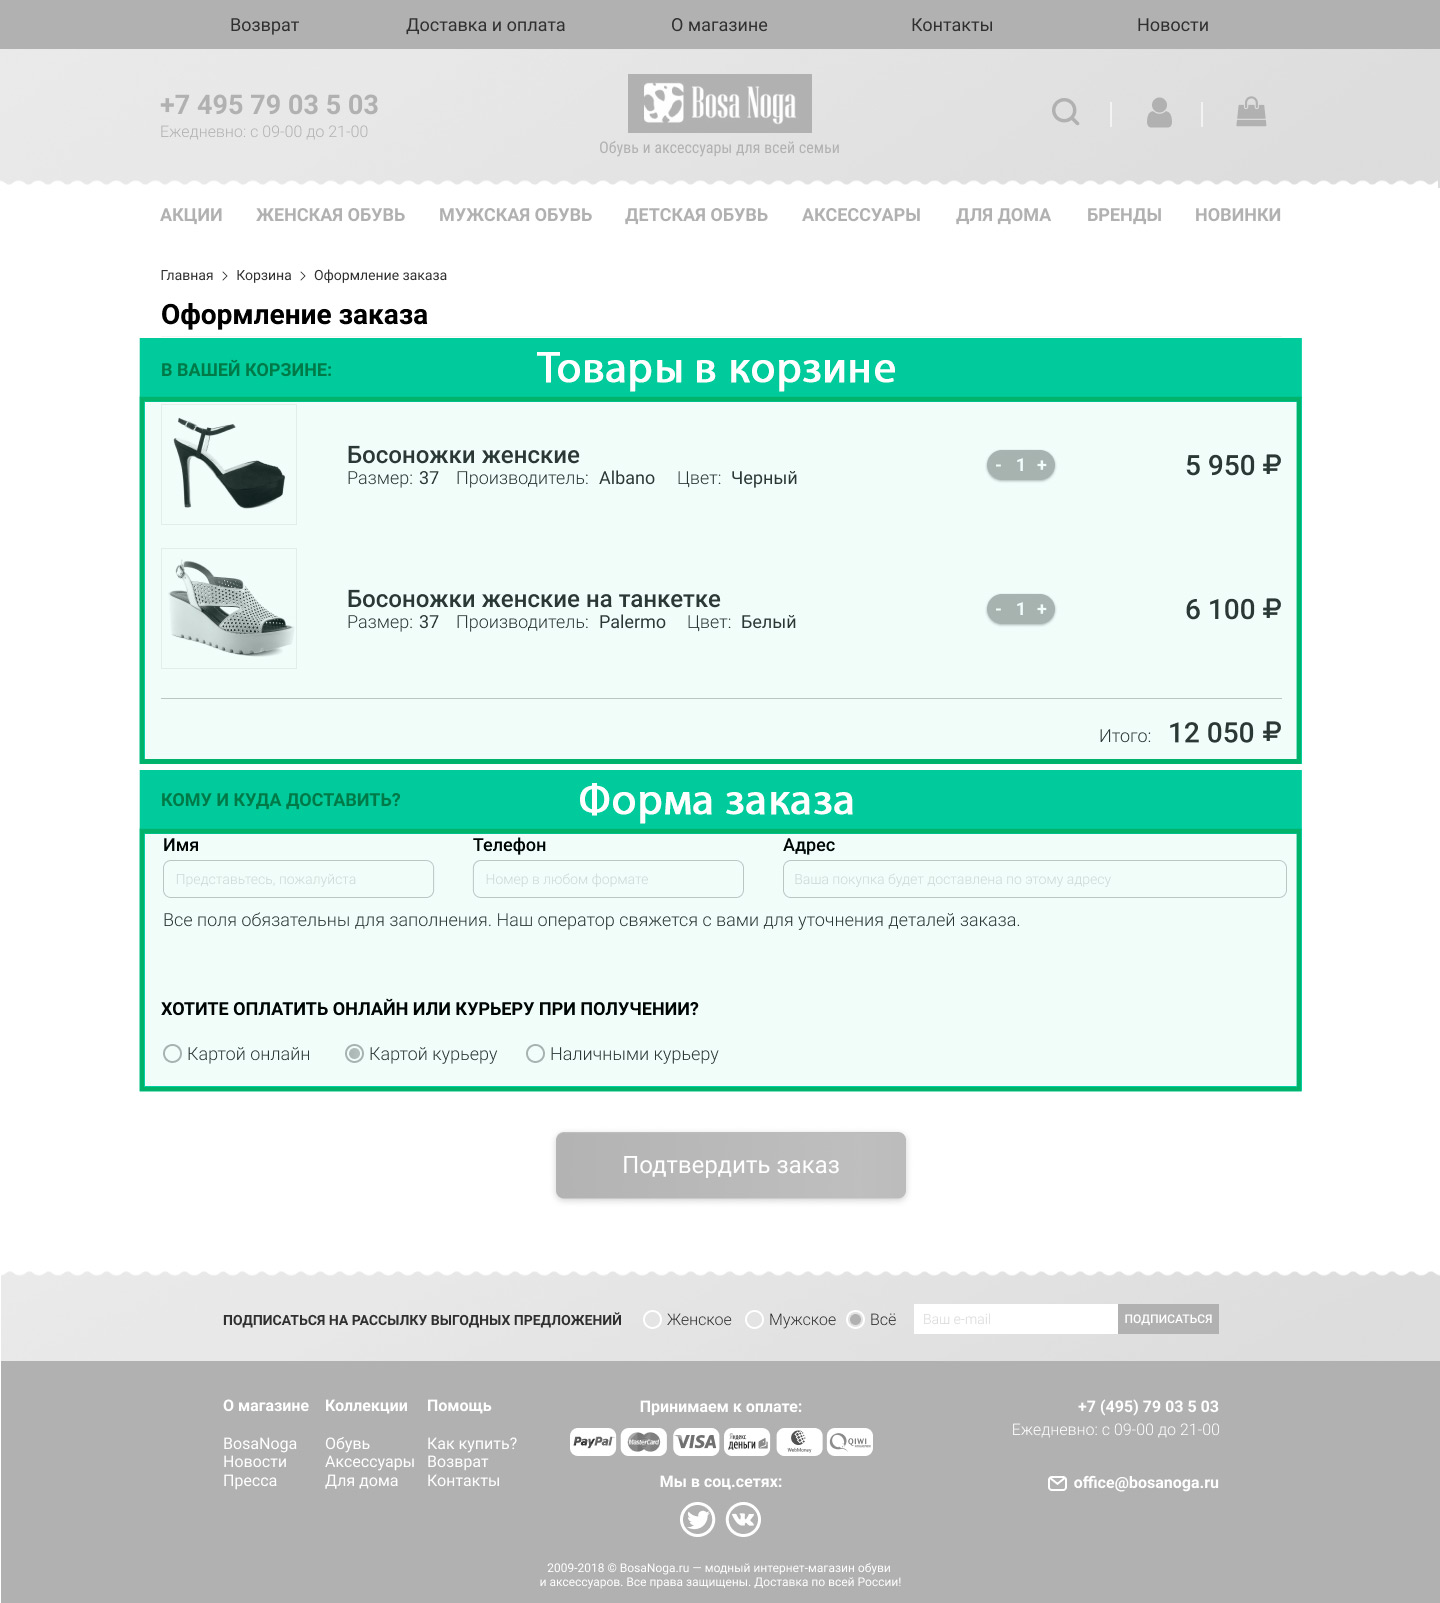 Возврат Доставка и оплата О магазине Контакты Новости
+7 495 79 03 5 03
Ежедневно: с 09-00 до 21-00
Bosa Noga
Обувь и аксессуары для всей семьи
АКЦИИ ЖЕНСКАЯ ОБУВЬ МУЖСКАЯ ОБУВЬ ДЕТСКАЯ ОБУВЬ АКСЕССУАРЫ ДЛЯ ДОМА БРЕНДЫ НОВИНКИ
Главная > Корзина > Оформление заказа
Оформление заказа
В ВАШЕЙ КОРЗИНЕ: Товары в корзине
Босоножки женские
Размер: 37 Производитель: Albano Цвет: Черный
- 1 + 5 950 ₽
Босоножки женские на танкетке
Размер: 37 Производитель: Palermo Цвет: Белый
- 1 + 6 100 ₽
Итого: 12 050 ₽
КОМУ И КУДА ДОСТАВИТЬ? Форма заказа
Имя Телефон Адрес
Представьтесь, пожалуйста Номер в любом формате Ваша покупка будет доставлена по этому адресу
Все поля обязательны для заполнения. Наш оператор свяжется с вами для уточнения деталей заказа.
ХОТИТЕ ОПЛАТИТЬ ОНЛАЙН ИЛИ КУРЬЕРУ ПРИ ПОЛУЧЕНИИ?
Картой онлайн Картой курьеру Наличными курьеру
Подтвердить заказ
ПОДПИСАТЬСЯ НА РАССЫЛКУ ВЫГОДНЫХ ПРЕДЛОЖЕНИЙ Женское Мужское Всё Ваш e-mail ПОДПИСАТЬСЯ
О магазине Коллекции Помощь
BosaNoga Обувь Как купить?
Новости Аксессуары Возврат
Пресса Для дома Контакты
Принимаем к оплате:
PayPal MasterCard VISA Яндекс деньги WebMoney QIWI
Мы в соц.сетях:
+7 (495) 79 03 5 03
Ежедневно: с 09-00 до 21-00
office@bosanoga.ru
2009-2018 © BosaNoga.ru — модный интернет-магазин обуви
и аксессуаров. Все права защищены. Доставка по всей России!